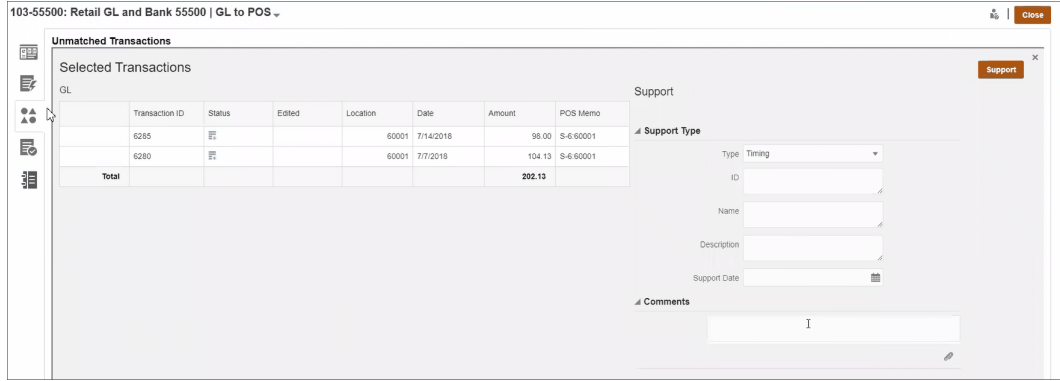 103-55500: Retail GL and Bank 55500 | GL to POS
Close
Unmatched Transactions
Selected Transactions
Support
GL
Support
Transaction ID Status Edited Location Date Amount POS Memo
6285 60001 7/14/2018 98.00 S-6:60001
6280 60001 7/7/2018 104.13 S-6:60001
Total 202.13
Support Type
Type Timing
ID
Name
Description
Support Date
Comments